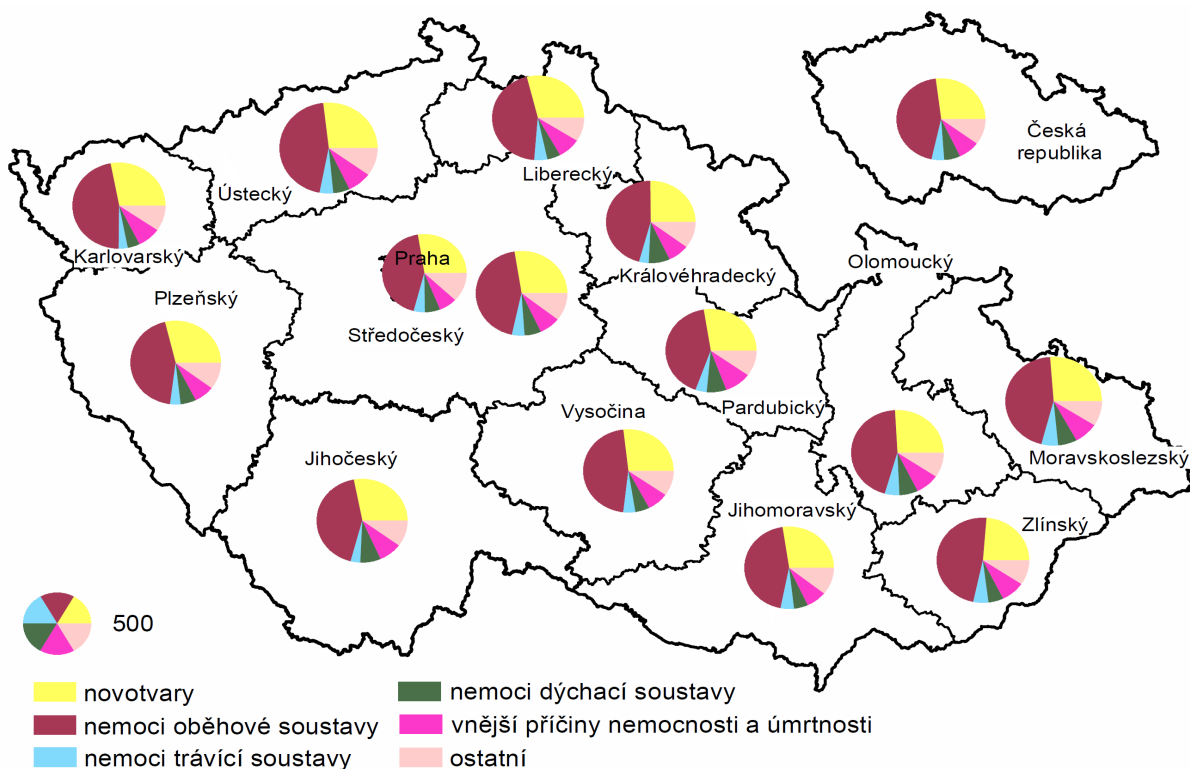 Česká
republika
Liberecký
Ústecký
Karlovarský
Praha
Olomoucký
Královéhradecký
Plzeňský
Středočeský
Pardubický
Vysočina
Moravskoslezský
Jihočeský
Jihomoravský
Zlínský
500
novotvary
nemoci oběhové soustavy
nemoci trávící soustavy
nemoci dýchací soustavy
vnější příčiny nemocnosti a úmrtnosti
ostatní